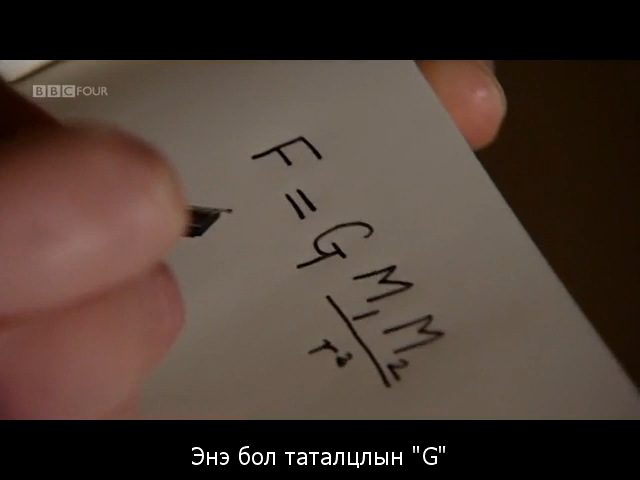 BBC FOUR
F = G M₁M₂
r²
Энэ бол таталцлын "G"